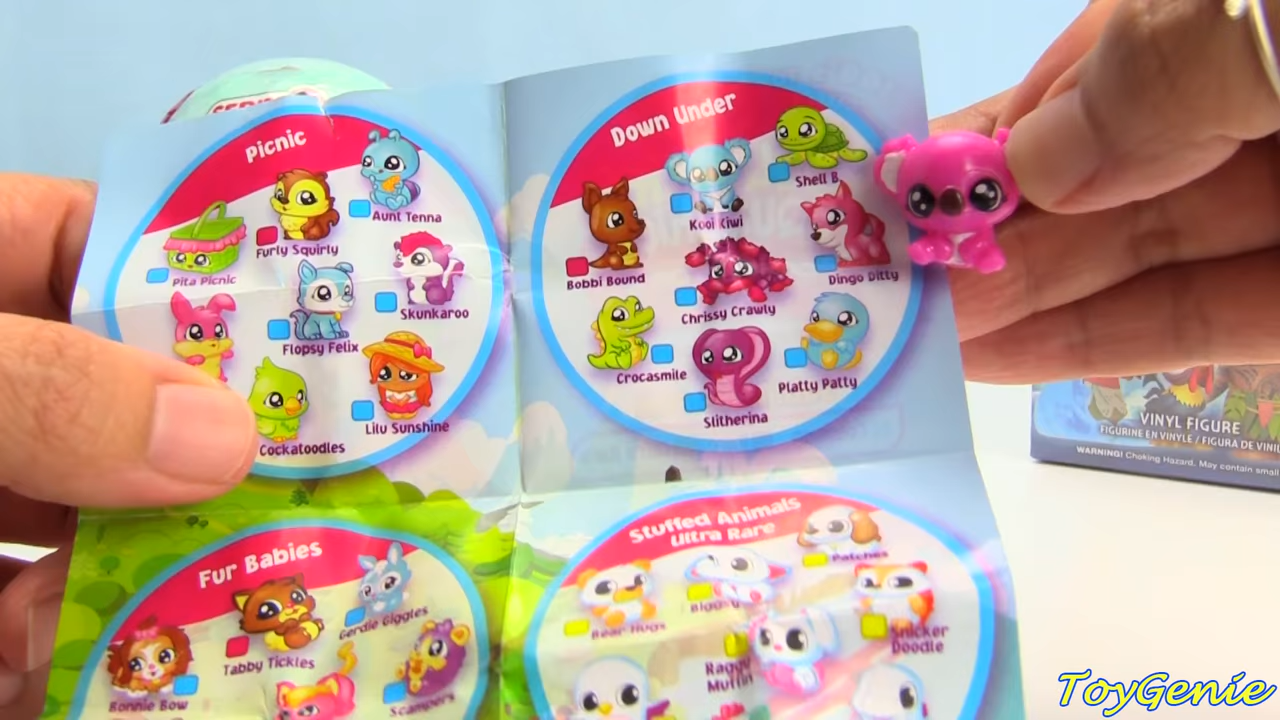 Picnic
Aunt Tenna
Furly Squirly
Pita Picnic
Skunkaroo
Flopsy Felix
Lilu Sunshine
Cockatoodles
Down Under
Shell B.
Kool Kiwi
Bobbi Bound
Dingo Ditty
Chrissy Crawly
Crocasmile
Platty Patty
Slitherina
Fur Babies
Gerdie Giggles
Tabby Tickles
Bonnie Bow
Scampers
Stuffed Animals
Ultra Rare
Patches
Bear Hugs
Snicker
Doodle
Muffin
VINYL FIGURE
FIGURINE EN VINYLE / FIGURA DE VINI
WARNING! Choking Hazard. May contain small
ToyGenie